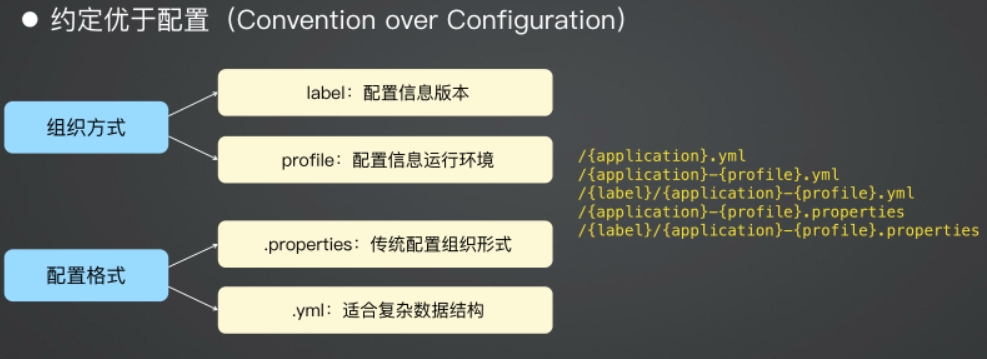 ● 约定优于配置（Convention over Configuration）
组织方式
label：配置信息版本
profile：配置信息运行环境
配置格式
.properties：传统配置组织形式
.yml：适合复杂数据结构
/{application}.yml
/{application}-{profile}.yml
/{label}/{application}-{profile}.yml
/{application}-{profile}.properties
/{label}/{application}-{profile}.properties